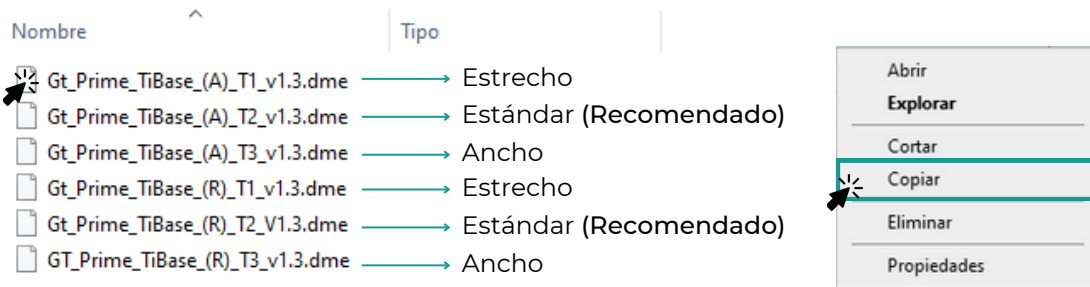 Nombre Tipo
Gt_Prime_TiBase_(A)_T1_v1.3.dme Estrecho
Gt_Prime_TiBase_(A)_T2_v1.3.dme Estándar (Recomendado)
Gt_Prime_TiBase_(A)_T3_v1.3.dme Ancho
Gt_Prime_TiBase_(R)_T1_v1.3.dme Estrecho
Gt_Prime_TiBase_(R)_T2_V1.3.dme Estándar (Recomendado)
GT_Prime_TiBase_(R)_T3_v1.3.dme Ancho
Abrir
Explorar
Cortar
Copiar
Eliminar
Propiedades